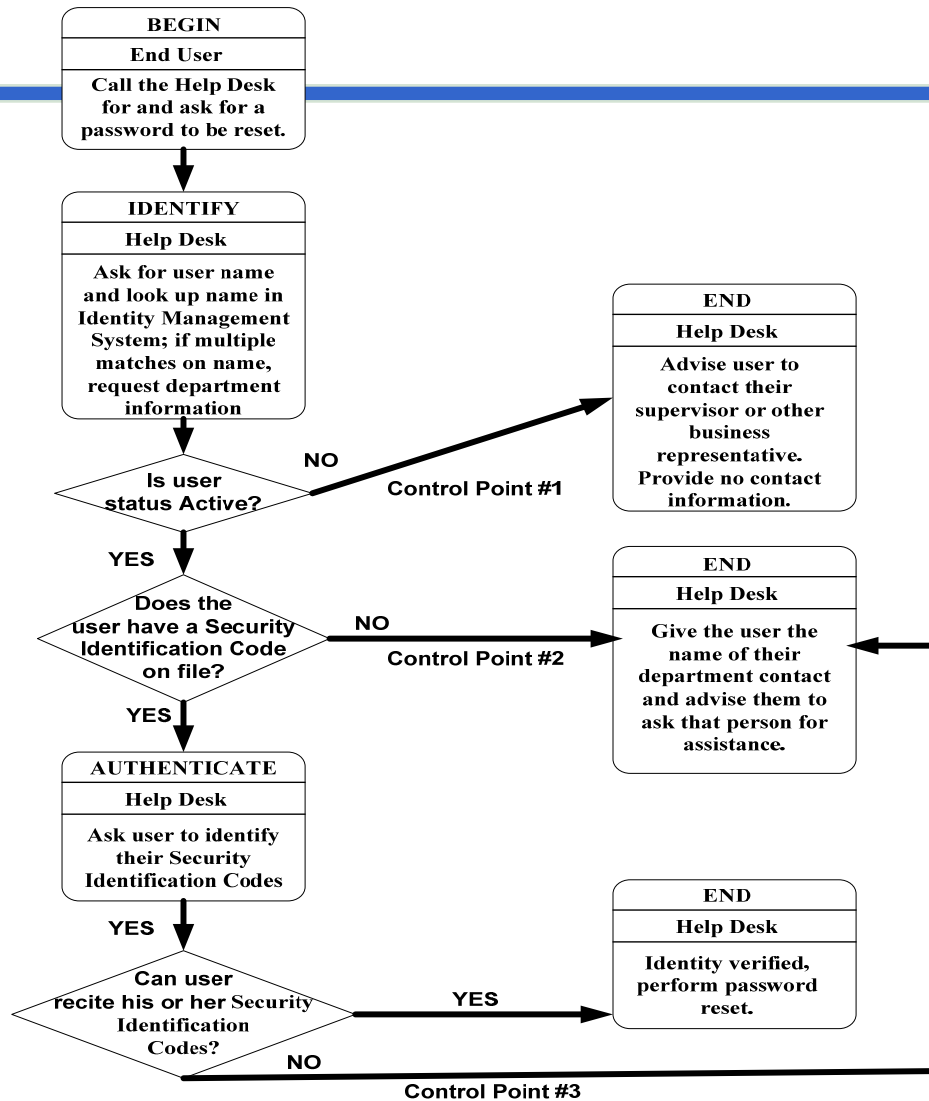 BEGIN
End User
Call the Help Desk
for and ask for a
password to be reset.
IDENTIFY
Help Desk
Ask for user name
and look up name in
Identity Management
System; if multiple
matches on name,
request department
information
Is user
status Active?
NO
Control Point #1
END
Help Desk
Advise user to
contact their
supervisor or other
business
representative.
Provide no contact
information.
YES
Does the
user have a Security
Identification Code
on file?
NO
Control Point #2
END
Help Desk
Give the user the
name of their
department contact
and advise them to
ask that person for
assistance.
YES
AUTHENTICATE
Help Desk
Ask user to identify
their Security
Identification Codes
YES
Can user
recite his or her Security
Identification
Codes?
YES
END
Help Desk
Identity verified,
perform password
reset.
NO
Control Point #3